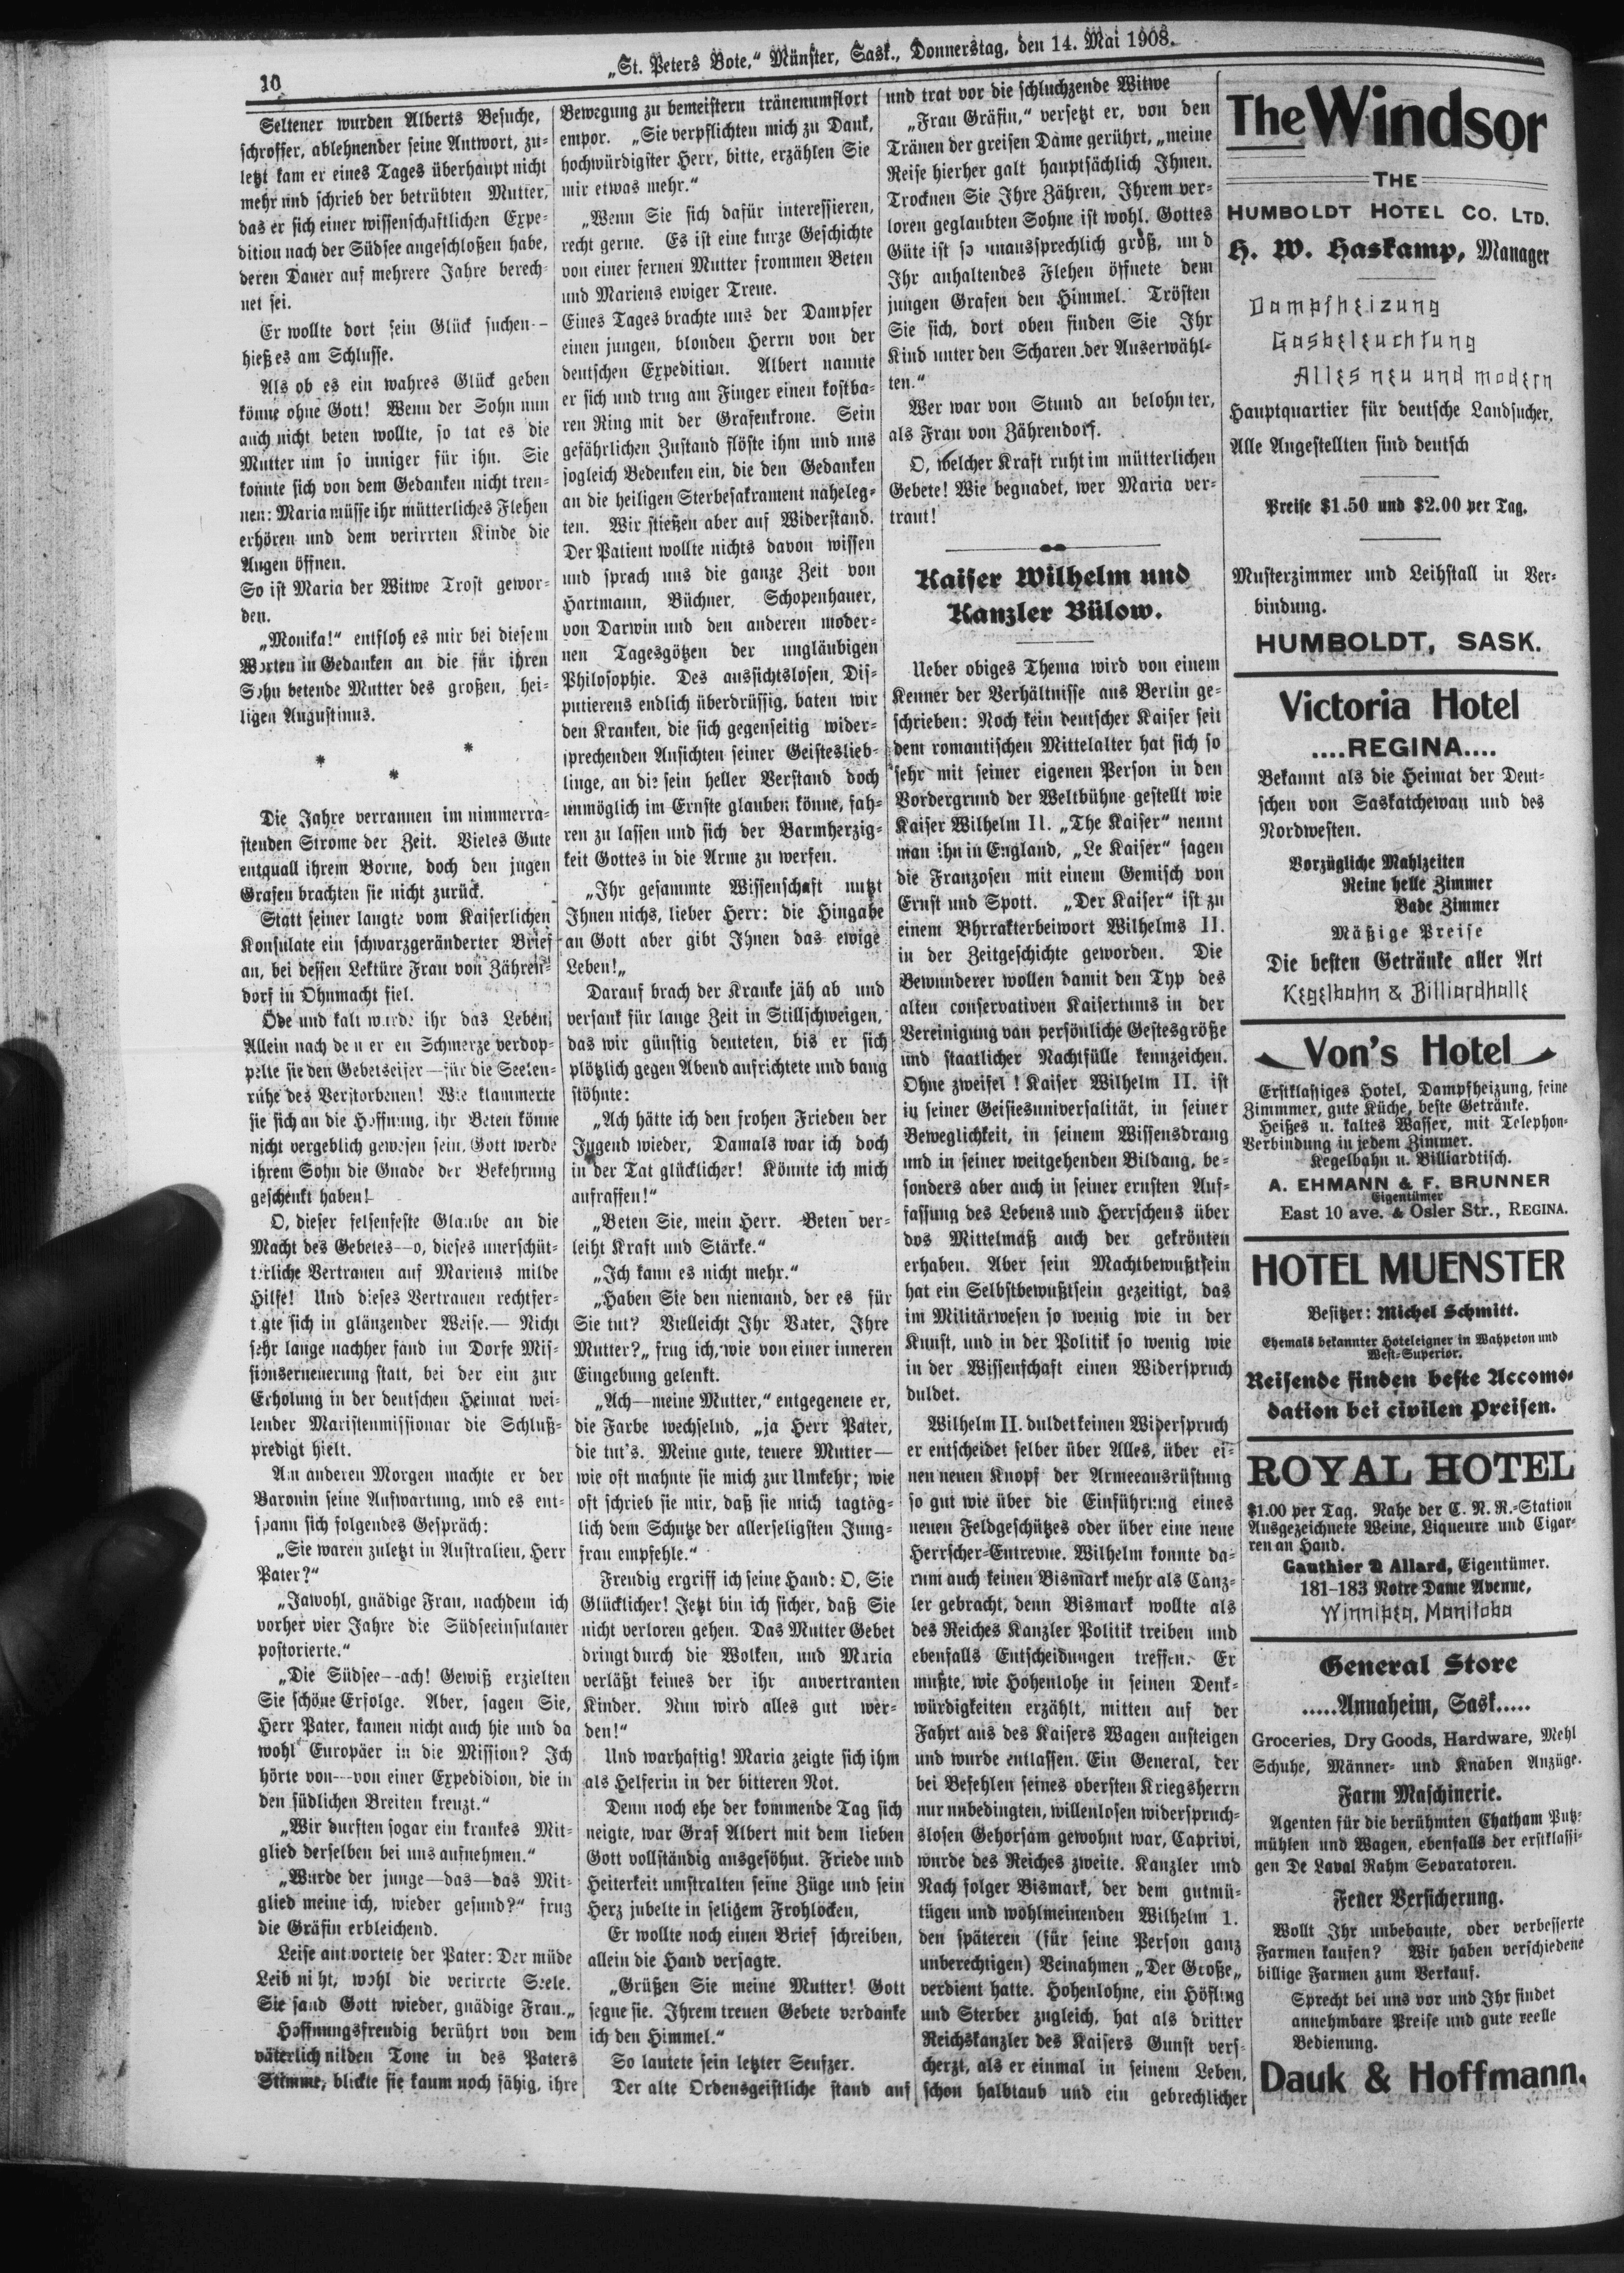 10
„St. Peters Bote,“ Münster, Sask., Donnerstag, den 14. Mai 1908.
Seltener wurden Alberts Besuche,
schroffer, ablehnender seine Antwort, zu-
letzt kam er eines Tages überhaupt nicht
mehr und schrieb der betrübten Mutter,
das er sich einer wissenschaftlichen Expe-
dition nach der Südsee angeschloßen habe,
deren Dauer auf mehrere Jahre berech-
net sei.
Er wollte dort sein Glück suchen.—
hieß es am Schlusse.
Als ob es ein wahres Glück geben
könne ohne Gott! Wenn der Sohn nun
auch nicht beten wollte, so tat es die
Mutter um so inniger für ihn. Sie
konnte sich von dem Gedanken nicht tren-
nen: Maria müsse ihr mütterliches Flehen
erhören und dem verirrten Kinde die
Augen öffnen.
So ist Maria der Witwe Trost gewor-
den.
„Monika!“ entfloh es mir bei diesem
Worten in Gedanken an die für ihren
Sohn betende Mutter des großen, hei-
ligen Augustinus.
* * *
Die Jahre verrannen im nimmerra-
stenden Strome der Zeit. Vieles Gute
entquall ihrem Borne, doch den jugen
Grafen brachten sie nicht zurück.
Statt seiner langte vom Kaiserlichen
Konsulate ein schwarzgeränderter Brief
an, bei dessen Lektüre Frau von Zähren-
dorf in Ohnmacht fiel.
Öde und kalt wurde ihr das Leben;
Allein nach den er en Schmerze verdop-
pelte sie den Gebetseifer—für die Seelen-
ruhe des Verstorbenen! Wie klammerte
sie sich an die Hoffnung, ihr Beten könne
nicht vergeblich gewesen sein, Gott werde
ihrem Sohn die Gnade der Bekehrung
geschenkt haben!
O, dieser felsenfeste Glaube an die
Macht des Gebetes—o, dieses unerschüt-
terliche Vertrauen auf Mariens milde
Hilfe! Und dieses Vertrauen rechtfer-
tigte sich in glänzender Weise.— Nicht
sehr lange nachher fand im Dorfe Mis-
sionserneuerung statt, bei der ein zur
Erholung in der deutschen Heimat wei-
lender Maristenmissionar die Schluß-
predigt hielt.
Am anderen Morgen machte er der
Baronin seine Aufwartung, und es ent-
spann sich folgendes Gespräch:
„Sie waren zuletzt in Australien, Herr
Pater?“
„Jawohl, gnädige Frau, nachdem ich
vorher vier Jahre die Südseeinsulaner
postorierte.“
„Die Südsee—ach! Gewiß erzielten
Sie schöne Erfolge. Aber, sagen Sie,
Herr Pater, kamen nicht auch hie und da
wohl Europäer in die Mission? Ich
hörte von—von einer Expedidion, die in
den südlichen Breiten kreuzt.“
„Wir durften sogar ein krankes Mit-
glied derselben bei uns aufnehmen.“
„Wurde der junge—das—das Mit-
glied meine ich, wieder gesund?“ frug
die Gräfin erbleichend.
Leise antwortete der Pater: Der müde
Leib nicht, wohl die verirrte Seele.
Sie fand Gott wieder, gnädige Frau.„
Hoffnungsfreudig berührt von dem
väterlich milden Tone in des Paters
Stimme, blickte sie kaum noch fähig, ihre
Bewegung zu bemeistern tränenumflort
empor. „Sie verpflichten mich zu Dank,
hochwürdigster Herr, bitte, erzählen Sie
mir etwas mehr.“
„Wenn Sie sich dafür interessieren,
recht gerne. Es ist eine kurze Geschichte
von einer fernen Mutter frommen Beten
und Mariens ewiger Treue.
Eines Tages brachte uns der Dampfer
einen jungen, blonden Herrn von der
deutschen Expedition. Albert nannte
er sich und trug am Finger einen kostba-
ren Ring mit der Grafenkrone. Sein
gefährlichen Zustand flöste ihm und uns
sogleich Bedenken ein, die den Gedanken
an die heiligen Sterbesakrament naheleg-
ten. Wir stießen aber auf Widerstand.
Der Patient wollte nichts davon wissen
und sprach uns die ganze Zeit von
Hartmann, Büchner, Schopenhauer,
von Darwin und den anderen moder-
nen Tagesgötzen der ungläubigen
Philosophie. Des aussichtslosen, Dis-
putierens endlich überdrüssig, baten wir
den Kranken, die sich gegenseitig wider-
sprechenden Ansichten seiner Geistesslieb-
linge, an die sein heller Verstand doch
unmöglich im Ernste glauben könne, fah-
ren zu lassen und sich der Barmherzig-
keit Gottes in die Arme zu werfen.
„Ihr gesammte Wissenschaft nutzt
Ihnen nichs, lieber Herr: die Hingabe
an Gott aber gibt Ihnen das ewige
Leben!„
Darauf brach der Kranke jäh ab und
versank für lange Zeit in Stillschweigen,
das wir günstig deuteten, bis er sich
plötzlich gegen Abend aufrichtete und bang
stöhnte:
„Ach hätte ich den frohen Frieden der
Jugend wieder, Damals war ich doch
in der Tat glücklicher! Könnte ich mich
aufraffen!“
„Beten Sie, mein Herr. Beten ver-
leiht Kraft und Stärke.“
„Ich kann es nicht mehr.“
„Haben Sie den niemand, der es für
Sie tut? Vielleicht Ihr Vater, Ihre
Mutter?„ frug ich, wie von einer inneren
Eingebung gelenkt.
„Ach—meine Mutter,“ entgegenete er,
die Farbe wechselnd, „ja Herr Pater,
die tut's. Meine gute, teuere Mutter—
wie oft mahnte sie mich zur Umkehr; wie
oft schrieb sie mir, daß sie mich tagtög-
lich dem Schutze der allerseligsten Jung-
frau empfehle.“
Freudig ergriff ich seine Hand: O, Sie
Glücklicher! Jetzt bin ich sicher, daß Sie
nicht verloren gehen. Das Mutter Gebet
dringt durch die Wolken, und Maria
verläßt keines der ihr anvertranten
Kinder. Nun wird alles gut wer-
den!“
Und warhaftig! Maria zeigte sich ihm
als Helferin in der bitteren Not.
Denn noch ehe der kommende Tag sich
neigte, war Graf Albert mit dem lieben
Gott vollständig ausgesöhnt. Friede und
Heiterkeit umstralten seine Züge und sein
Herz jubelte in seligem Frohlocken,
Er wollte noch einen Brief schreiben,
allein die Hand versagte.
„Grüßen Sie meine Mutter! Gott
segne sie. Ihrem treuen Gebete verdanke
ich den Himmel.“
So lautete sein letzter Seufzer.
Der alte Ordensgeistliche stand auf
und trat vor die schluchzende Witwe
„Frau Gräfin,“ versetzt er, von den
Tränen der greisen Dame gerührt, „meine
Reise hierher galt hauptsächlich Ihnen.
Trocknen Sie Ihre Zähren, Ihrem ver-
loren geglaubten Sohne ist wohl. Gottes
Güte ist so unaussprechlich größ, und
Ihr anhaltendes Flehen öffnete dem
jungen Grafen den Himmel. Trösten
Sie sich, dort oben finden Sie Ihr
Kind unter den Scharen der Auserwähl-
ten.“
Wer war von Stund an belohnter,
als Frau von Zährendorf.
O, welcher Kraft ruht im mütterlichen
Gebete! Wie begnadet, wer Maria ver-
traut!
Kaiser Wilhelm und
Kanzler Bülow.
Ueber obiges Thema wird von einem
Kenner der Verhältnisse aus Berlin ge-
schrieben: Noch kein deutscher Kaiser seit
dem romantischen Mittelalter hat sich so
sehr mit seiner eigenen Person in den
Vordergrund der Weltbühne gestellt wie
Kaiser Wilhelm II. „The Kaiser“ nennt
man ihn in England, „Le Kaiser“ sagen
die Franzosen mit einem Gemisch von
Ernst und Spott. „Der Kaiser“ ist zu
einem Bhrrakterbeiwort Wilhelms II.
in der Zeitgeschichte geworden. Die
Bewunderer wollen damit den Typ des
alten conservativen Kaisertums in der
Vereinigung van persönliche Gestesgröße
und staatlicher Nachtfülle kennzeichen.
Ohne zweifel! Kaiser Wilhelm II. ist
in seiner Geistesuniversalität, in seiner
Beweglichkeit, in seinem Wissensdrang
und in seiner weitgehenden Bildang, be-
sonders aber auch in seiner ernsten Auf-
fassung des Lebens und Herrschens über
dos Mittelmaß auch der gekrönten
erhaben. Aber sein Machtbewußtsein
hat ein Selbstbewußtsein gezeitigt, das
im Militärwesen so wenig wie in der
Kunst, und in der Politik so wenig wie
in der Wissenschaft einen Widerspruch
duldet.
Wilhelm II. duldet keinen Widerspruch
er entscheidet selber über Alles, über ei-
nen neuen Knopf der Armeeausrüstung
so gut wie über die Einführung eines
neuen Feldgeschützes oder über eine neue
Herrscher-Entrevue. Wilhelm konnte da-
rum auch keinen Bismark mehr als Canz-
ler gebracht, denn Bismark wollte als
des Reiches Kanzler Politik treiben und
ebenfalls Entscheidungen treffen. Er
mußte, wie Hohenlohe in seinen Denk-
würdigkeiten erzählt, mitten auf der
Fahrt aus des Kaisers Wagen austeigen
und wurde entlassen. Ein General, der
bei Befehlen seines obersten Kriegsherrn
nur unbedingten, willenlosen widerspruch-
slosen Gehorsam gewohnt war, Caprivi,
wurde des Reiches zweite. Kanzler und
Nach folger Bismark, der dem gutmü-
tügen und wöhlmeinenden Wilhelm 1.
den späteren (für seine Person ganz
unberechtigen) Beinahmen „Der Große„
verdient hatte. Hohenlohne, ein Höfling
und Sterber zugleich, hat als dritter
Reichskanzler des Kaisers Gunst vers-
cherzt, als er einmal in seinem Leben,
schon halbtaub und ein gebrechlicher
The Windsor
THE
HUMBOLDT HOTEL CO. LTD.
H. W. Haskamp, Manager
Dampfheizung
Gasbeleuchtung
Alles neu und modern
Hauptquartier für deutsche Landsucher,
Alle Angestellten sind deutsch
Preise $1.50 und $2.00 per Tag.
Musterzimmer und Leihstall in Ver-
bindung.
HUMBOLDT, SASK.
Victoria Hotel
....REGINA....
Bekannt als die Heimat der Deut-
schen von Saskatchewan und des
Nordwesten.
Vorzügliche Mahlzeiten
Reine helle Zimmer
Bade Zimmer
Mäßige Preise
Die besten Getränke aller Art
Kegelbahn & Billiardhalle
Von's Hotel
Erstklassiges Hotel, Dampfheizung, feine
Zimmmer, gute Küche, beste Getränke.
Heißes u. kaltes Wasser, mit Telephon-
Verbindung in jedem Zimmer.
Kegelbahn u. Billiardtisch.
A. EHMANN & F. BRUNNER
Eigentümer
East 10 ave. & Osler Str., REGINA.
HOTEL MUENSTER
Besitzer: Michel Schmitt.
Ehemals bekannter Hoteleigner in Wahpeton und
West-Superior.
Reisende finden beste Accomo-
dation bei civilen Preisen.
ROYAL HOTEL
$1.00 per Tag. Nahe der C. N. R.-Station
Ausgezeichnete Weine, Liqueure und Cigar-
ren an Hand.
Gauthier & Allard, Eigentümer.
181-183 Notre Dame Avenue,
Winnipeg, Manitoba
General Store
.....Annaheim, Sask.....
Groceries, Dry Goods, Hardware, Mehl
Schuhe, Männer- und Knaben Anzüge.
Farm Maschinerie.
Agenten für die berühmten Chatham Putz-
mühlen und Wagen, ebenfalls der erstklassi-
gen De Laval Rahm Separatoren.
Feuer Versicherung.
Wollt Ihr unbebaute, oder verbesserte
Farmen kaufen? Wir haben verschiedene
billige Farmen zum Verkauf.
Sprecht bei uns vor und Ihr findet
annehmbare Preise und gute reelle
Bedienung.
Dauk & Hoffmann.